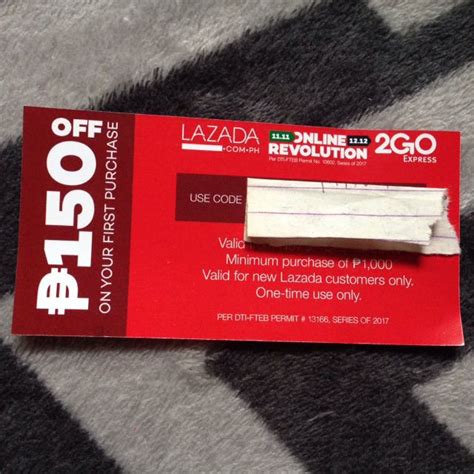 ₱150 OFF
ON YOUR FIRST PURCHASE
LAZADA
.COM.PH
11.11 ONLINE 12.12
REVOLUTION
Per DTI-FTEB Permit No. 10602, Series of 2017
2GO
EXPRESS
USE CODE
Valid
Minimum purchase of ₱1,000
Valid for new Lazada customers only.
One-time use only.
PER DTI-FTEB PERMIT # 13166, SERIES OF 2017